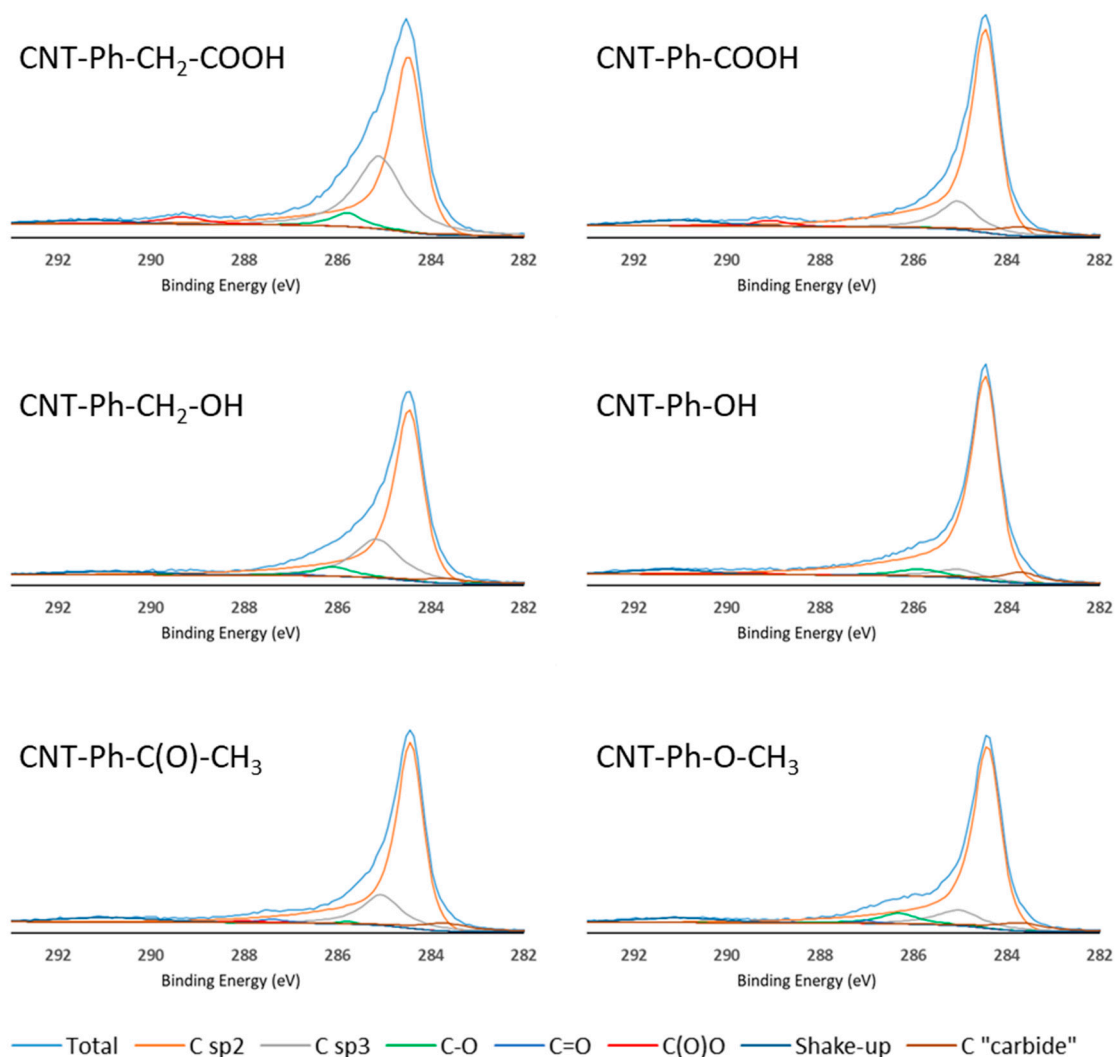 CNT-Ph-CH₂-COOH
CNT-Ph-COOH
292 290 288 286 284 282
292 290 288 286 284 282
Binding Energy (eV)
Binding Energy (eV)
CNT-Ph-CH₂-OH
CNT-Ph-OH
292 290 288 286 284 282
292 290 288 286 284 282
Binding Energy (eV)
Binding Energy (eV)
CNT-Ph-C(O)-CH₃
CNT-Ph-O-CH₃
292 290 288 286 284 282
292 290 288 286 284 282
Binding Energy (eV)
Binding Energy (eV)
Total C sp2 C sp3 C-O C=O C(O)O Shake-up C "carbide"